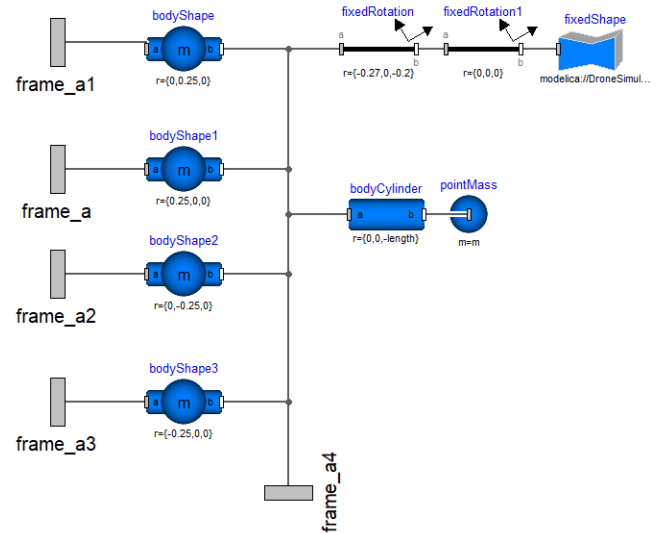 bodyShape
a m b
r={0,0.25,0}
frame_a1
fixedRotation
a
b
r={-0.27,0,-0.2}
fixedRotation1
a
b
r={0,0,0}
fixedShape
modelica://DroneSimul...
bodyShape1
a m b
r={0.25,0,0}
frame_a
bodyCylinder
a b
r={0,0,-length}
pointMass
m=m
bodyShape2
a m b
r={0,-0.25,0}
frame_a2
bodyShape3
a m b
r={-0.25,0,0}
frame_a3
frame_a4